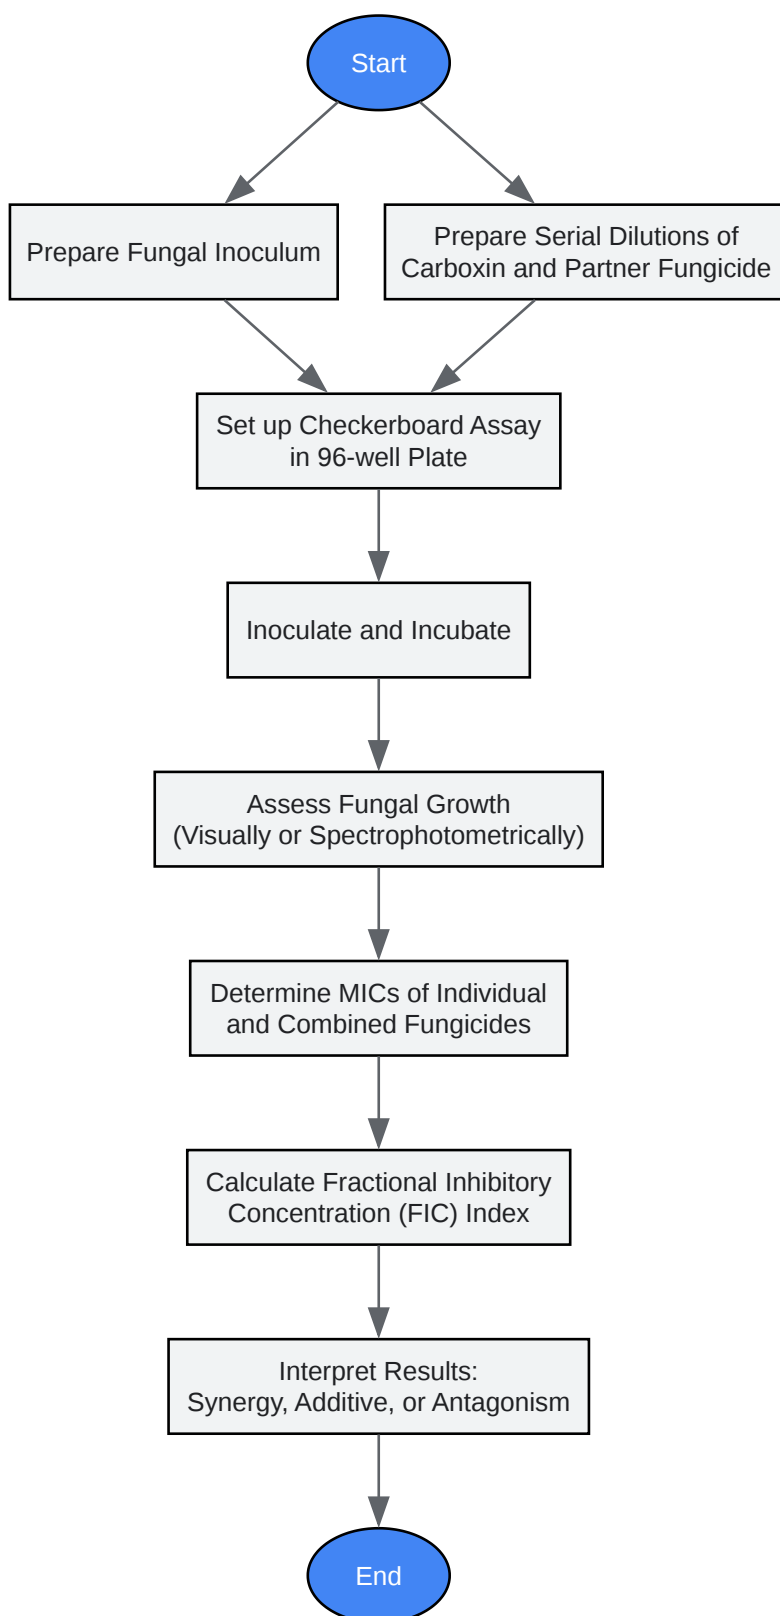 Start
Prepare Fungal Inoculum
Prepare Serial Dilutions of
Carboxin and Partner Fungicide
Set up Checkerboard Assay
in 96-well Plate
Inoculate and Incubate
Assess Fungal Growth
(Visually or Spectrophotometrically)
Determine MICs of Individual
and Combined Fungicides
Calculate Fractional Inhibitory
Concentration (FIC) Index
Interpret Results:
Synergy, Additive, or Antagonism
End